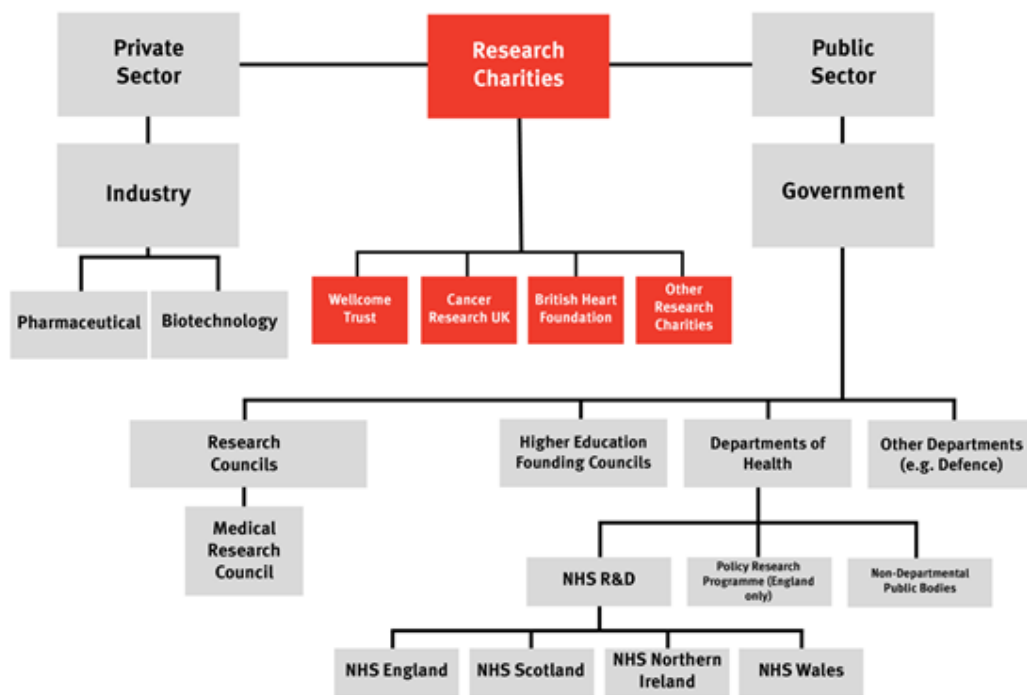 Private
Sector
Research
Charities
Public
Sector
Industry
Government
Pharmaceutical
Biotechnology
Wellcome
Trust
Cancer
Research UK
British Heart
Foundation
Other
Research
Charities
Research
Councils
Higher Education
Founding Councils
Departments of
Health
Other Departments
(e.g. Defence)
Medical
Research
Council
NHS R&D
Policy Research
Programme (England
only)
Non-Departmental
Public Bodies
NHS England
NHS Scotland
NHS Northern
Ireland
NHS Wales